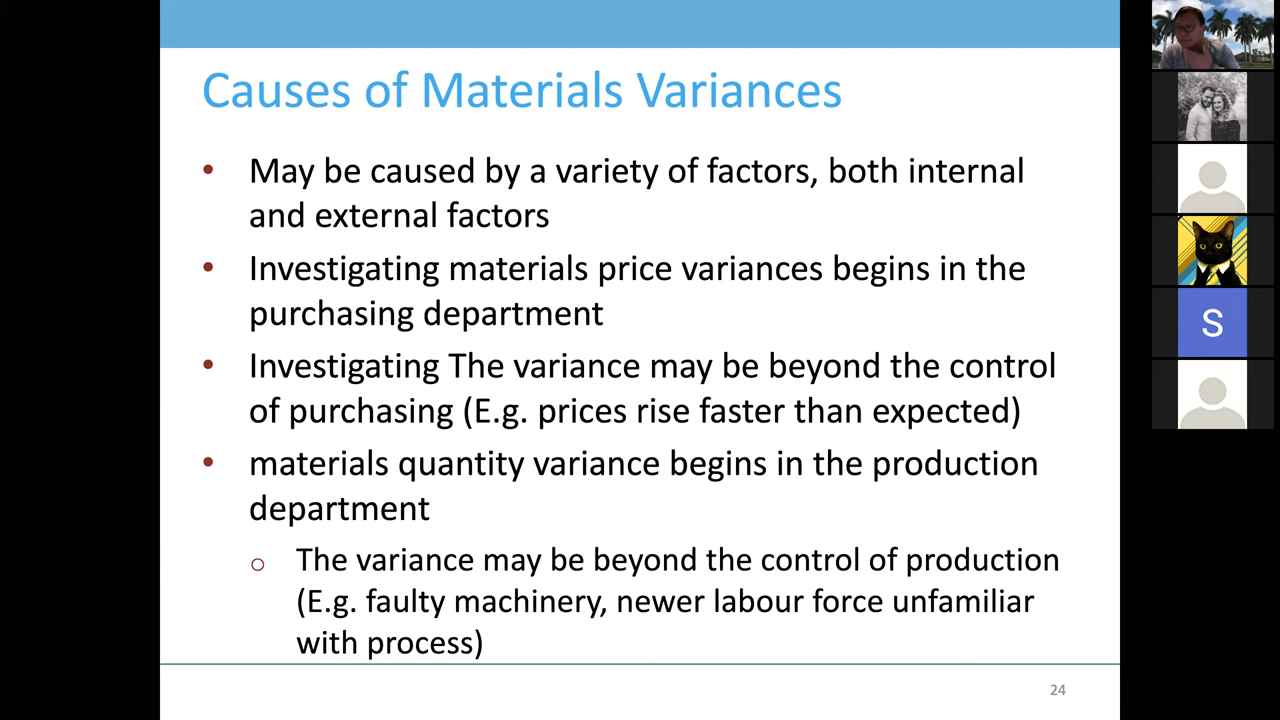 Causes of Materials Variances
• May be caused by a variety of factors, both internal
and external factors
• Investigating materials price variances begins in the
purchasing department
• Investigating The variance may be beyond the control
of purchasing (E.g. prices rise faster than expected)
• materials quantity variance begins in the production
department
o The variance may be beyond the control of production
(E.g. faulty machinery, newer labour force unfamiliar
with process)
24
S